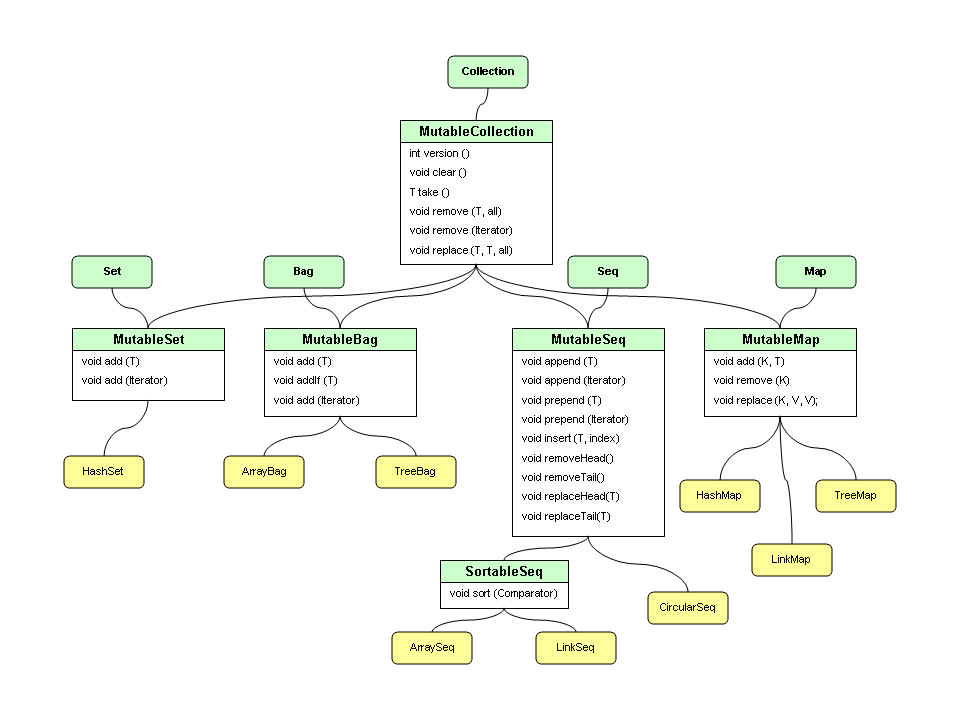 Collection
MutableCollection
int version ()
void clear ()
T take ()
void remove (T, all)
void remove (Iterator)
void replace (T, T, all)
Set
Bag
Seq
Map
MutableSet
void add (T)
void add (Iterator)
MutableBag
void add (T)
void addIf (T)
void add (Iterator)
MutableSeq
void append (T)
void append (Iterator)
void prepend (T)
void prepend (Iterator)
void insert (T, index)
void removeHead()
void removeTail()
void replaceHead(T)
void replaceTail(T)
MutableMap
void add (K, T)
void remove (K)
void replace (K, V, V);
HashSet
ArrayBag
TreeBag
HashMap
TreeMap
LinkMap
SortableSeq
void sort (Comparator)
CircularSeq
ArraySeq
LinkSeq